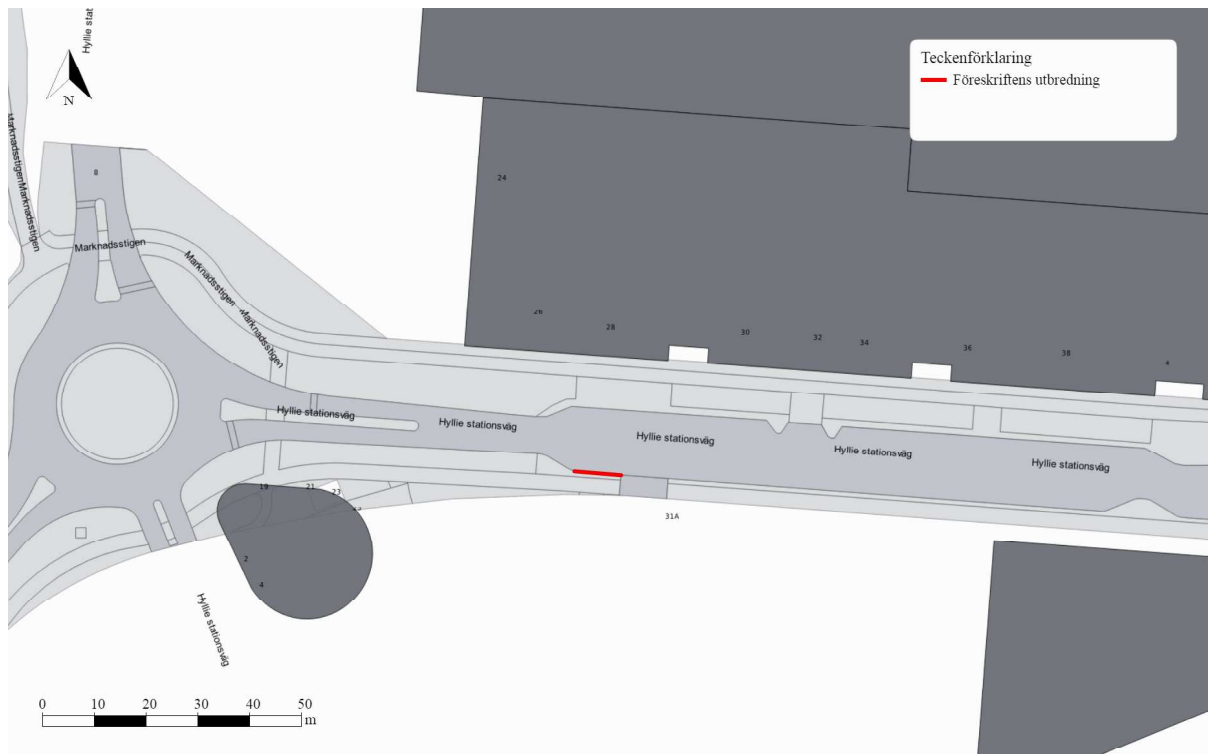 Hyllie stat
N
Teckenförklaring
Föreskriftens utbredning
Marknadsstigen
Marknadsstigen
8
24
Marknadsstigen
Marknadsstigen
Marknadsstigen
28
30
32
34
36
38
Hyllie stationsväg
Hyllie stationsväg
Hyllie stationsväg
Hyllie stationsväg
Hyllie stationsväg
19
21
23
31A
2
4
Hyllie stationsväg
0 10 20 30 40 50
m